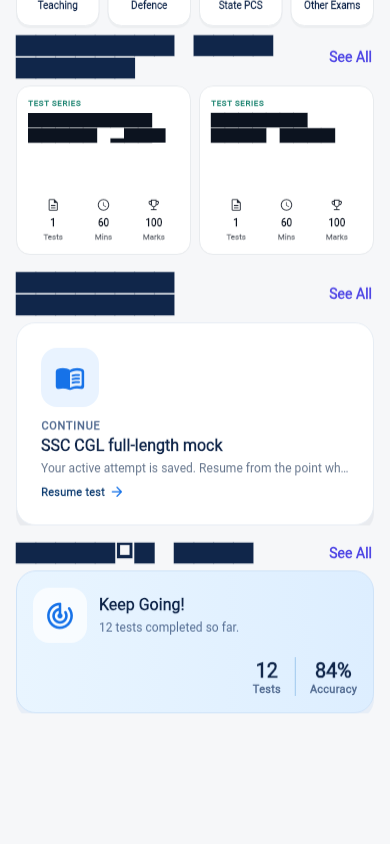 Teaching
Defence
State PCS
Other Exams
See All
TEST SERIES
TEST SERIES
1
60
100
Tests
Mins
Marks
1
60
100
Tests
Mins
Marks
See All
CONTINUE
SSC CGL full-length mock
Your active attempt is saved. Resume from the point wh...
Resume test →
See All
Keep Going!
12 tests completed so far.
12
84%
Tests
Accuracy